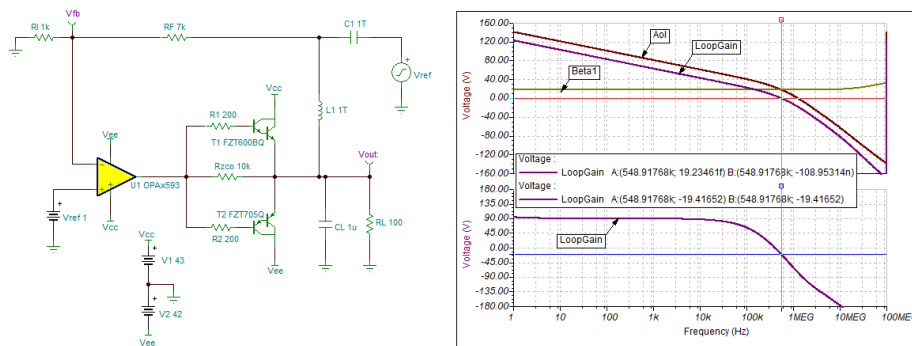 Vfb
RI 1k
RF 7k
C1 1T
Vref
Vcc
R1 200
L1 1T
T1 FZT600BQ
Vee
Rzco 10k
Vout
U1 OPAx593
T2 FZT705Q
Vref 1
Vcc
R2 200
CL 1u
RL 100
Vee
Vcc
V1 43
V2 42
Vee
160.00
120.00
80.00
40.00
0.00
-40.00
-80.00
-120.00
-160.00
Voltage (V)
Aol
LoopGain
Beta1
Voltage :
LoopGain A:(548.91768k; 19.23461f) B:(548.91768k; -108.95314n)
Voltage :
LoopGain A:(548.91768k; -19.41652) B:(548.91768k; -19.41652)
180.00
135.00
90.00
45.00
0.00
-45.00
-90.00
-135.00
-180.00
Voltage (V)
LoopGain
1 10 100 1k 10k 100k 1MEG 10MEG 100MEG
Frequency (Hz)